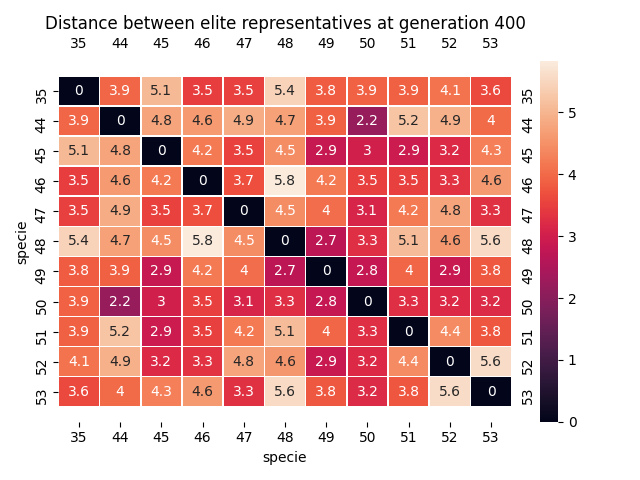 Distance between elite representatives at generation 400
35 44 45 46 47 48 49 50 51 52 53
35 0 3.9 5.1 3.5 3.5 5.4 3.8 3.9 3.9 4.1 3.6 35
44 3.9 0 4.8 4.6 4.9 4.7 3.9 2.2 5.2 4.9 4 44
45 5.1 4.8 0 4.2 3.5 4.5 2.9 3 2.9 3.2 4.3 45
46 3.5 4.6 4.2 0 3.7 5.8 4.2 3.5 3.5 3.3 4.6 46
47 3.5 4.9 3.5 3.7 0 4.5 4 3.1 4.2 4.8 3.3 47
48 5.4 4.7 4.5 5.8 4.5 0 2.7 3.3 5.1 4.6 5.6 48
49 3.8 3.9 2.9 4.2 4 2.7 0 2.8 4 2.9 3.8 49
50 3.9 2.2 3 3.5 3.1 3.3 2.8 0 3.3 3.2 3.2 50
51 3.9 5.2 2.9 3.5 4.2 5.1 4 3.3 0 4.4 3.8 51
52 4.1 4.9 3.2 3.3 4.8 4.6 2.9 3.2 4.4 0 5.6 52
53 3.6 4 4.3 4.6 3.3 5.6 3.8 3.2 3.8 5.6 0 53
35 44 45 46 47 48 49 50 51 52 53
specie
specie
5
4
3
2
1
0